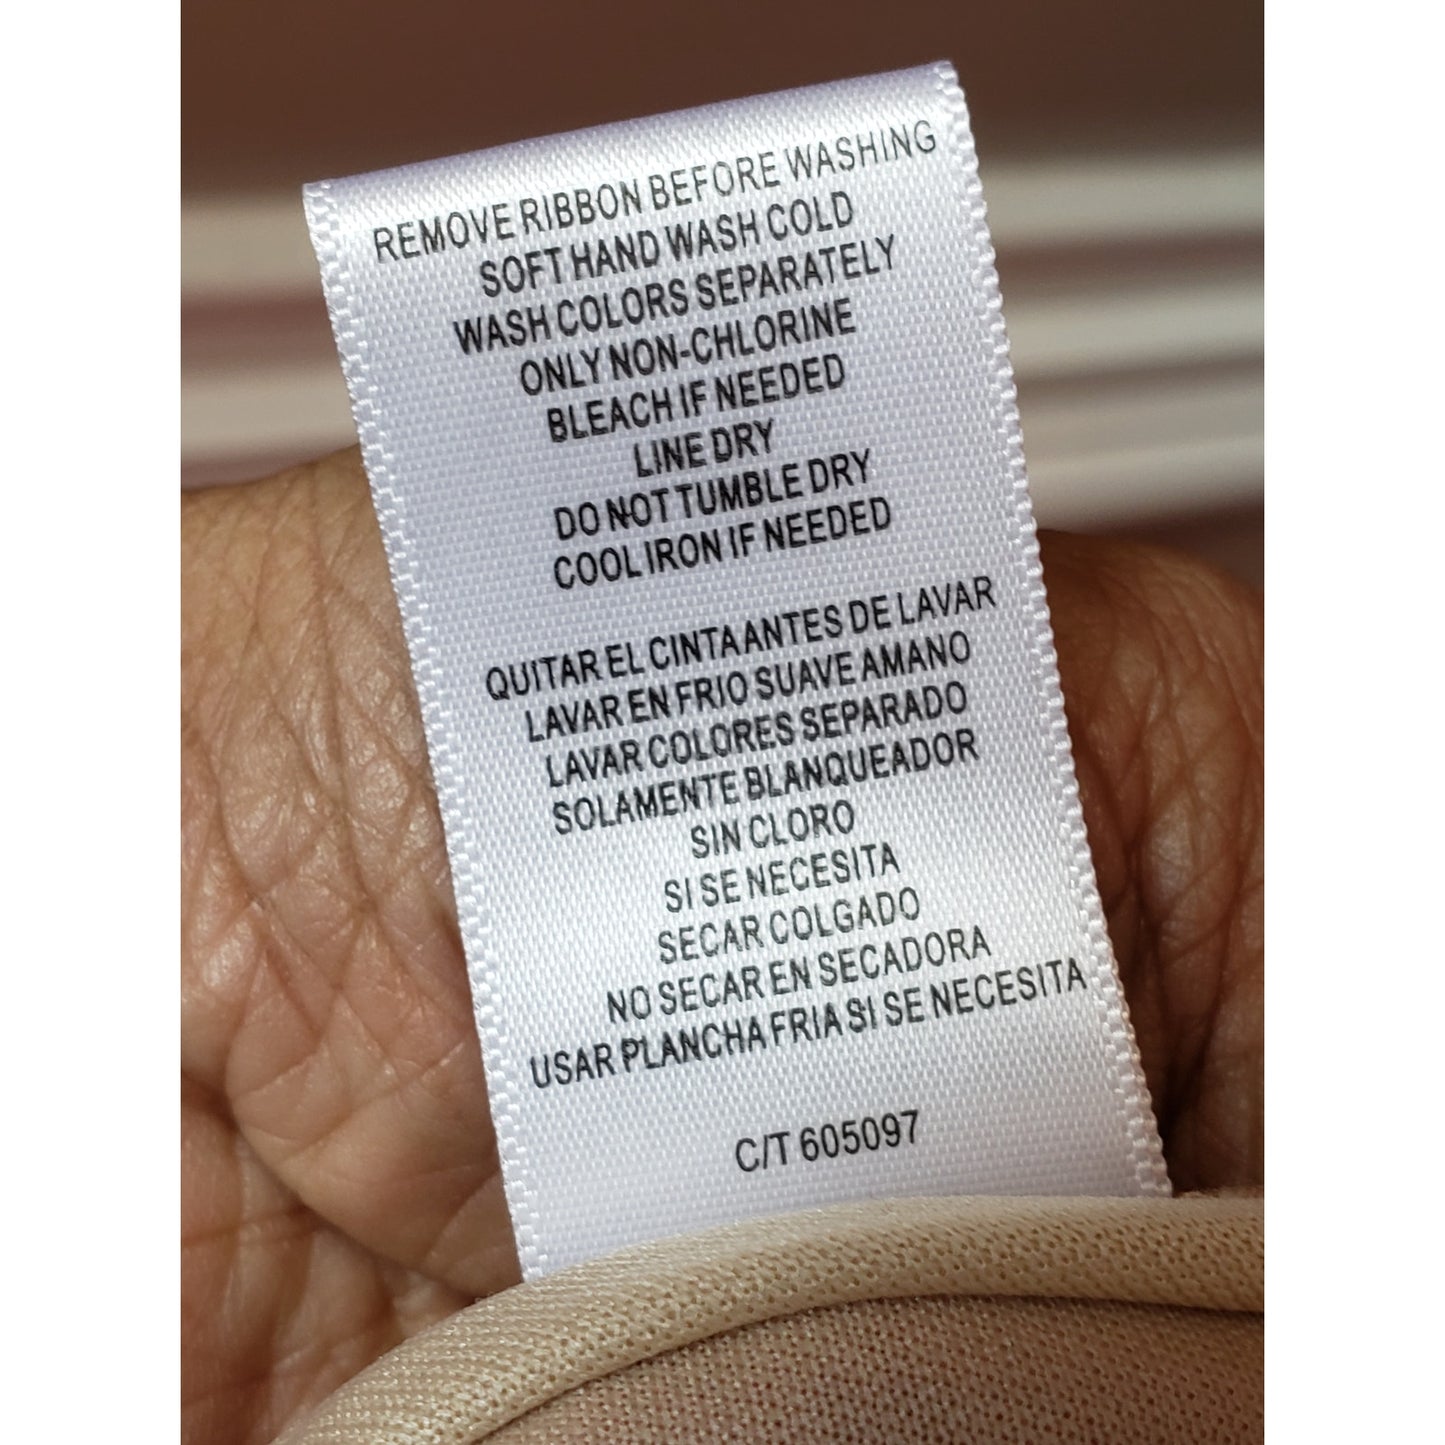 REMOVE RIBBON BEFORE WASHING
SOFT HAND WASH COLD
WASH COLORS SEPARATELY
ONLY NON-CHLORINE
BLEACH IF NEEDED
LINE DRY
DO NOT TUMBLE DRY
COOL IRON IF NEEDED
QUITAR EL CINTA ANTES DE LAVAR
LAVAR EN FRIO SUAVE AMANO
LAVAR COLORES SEPARADO
SOLAMENTE BLANQUEADOR
SIN CLORO
SI SE NECESITA
SECAR COLGADO
NO SECAR EN SECADORA
USAR PLANCHA FRIA SI SE NECESITA
C/T 605097